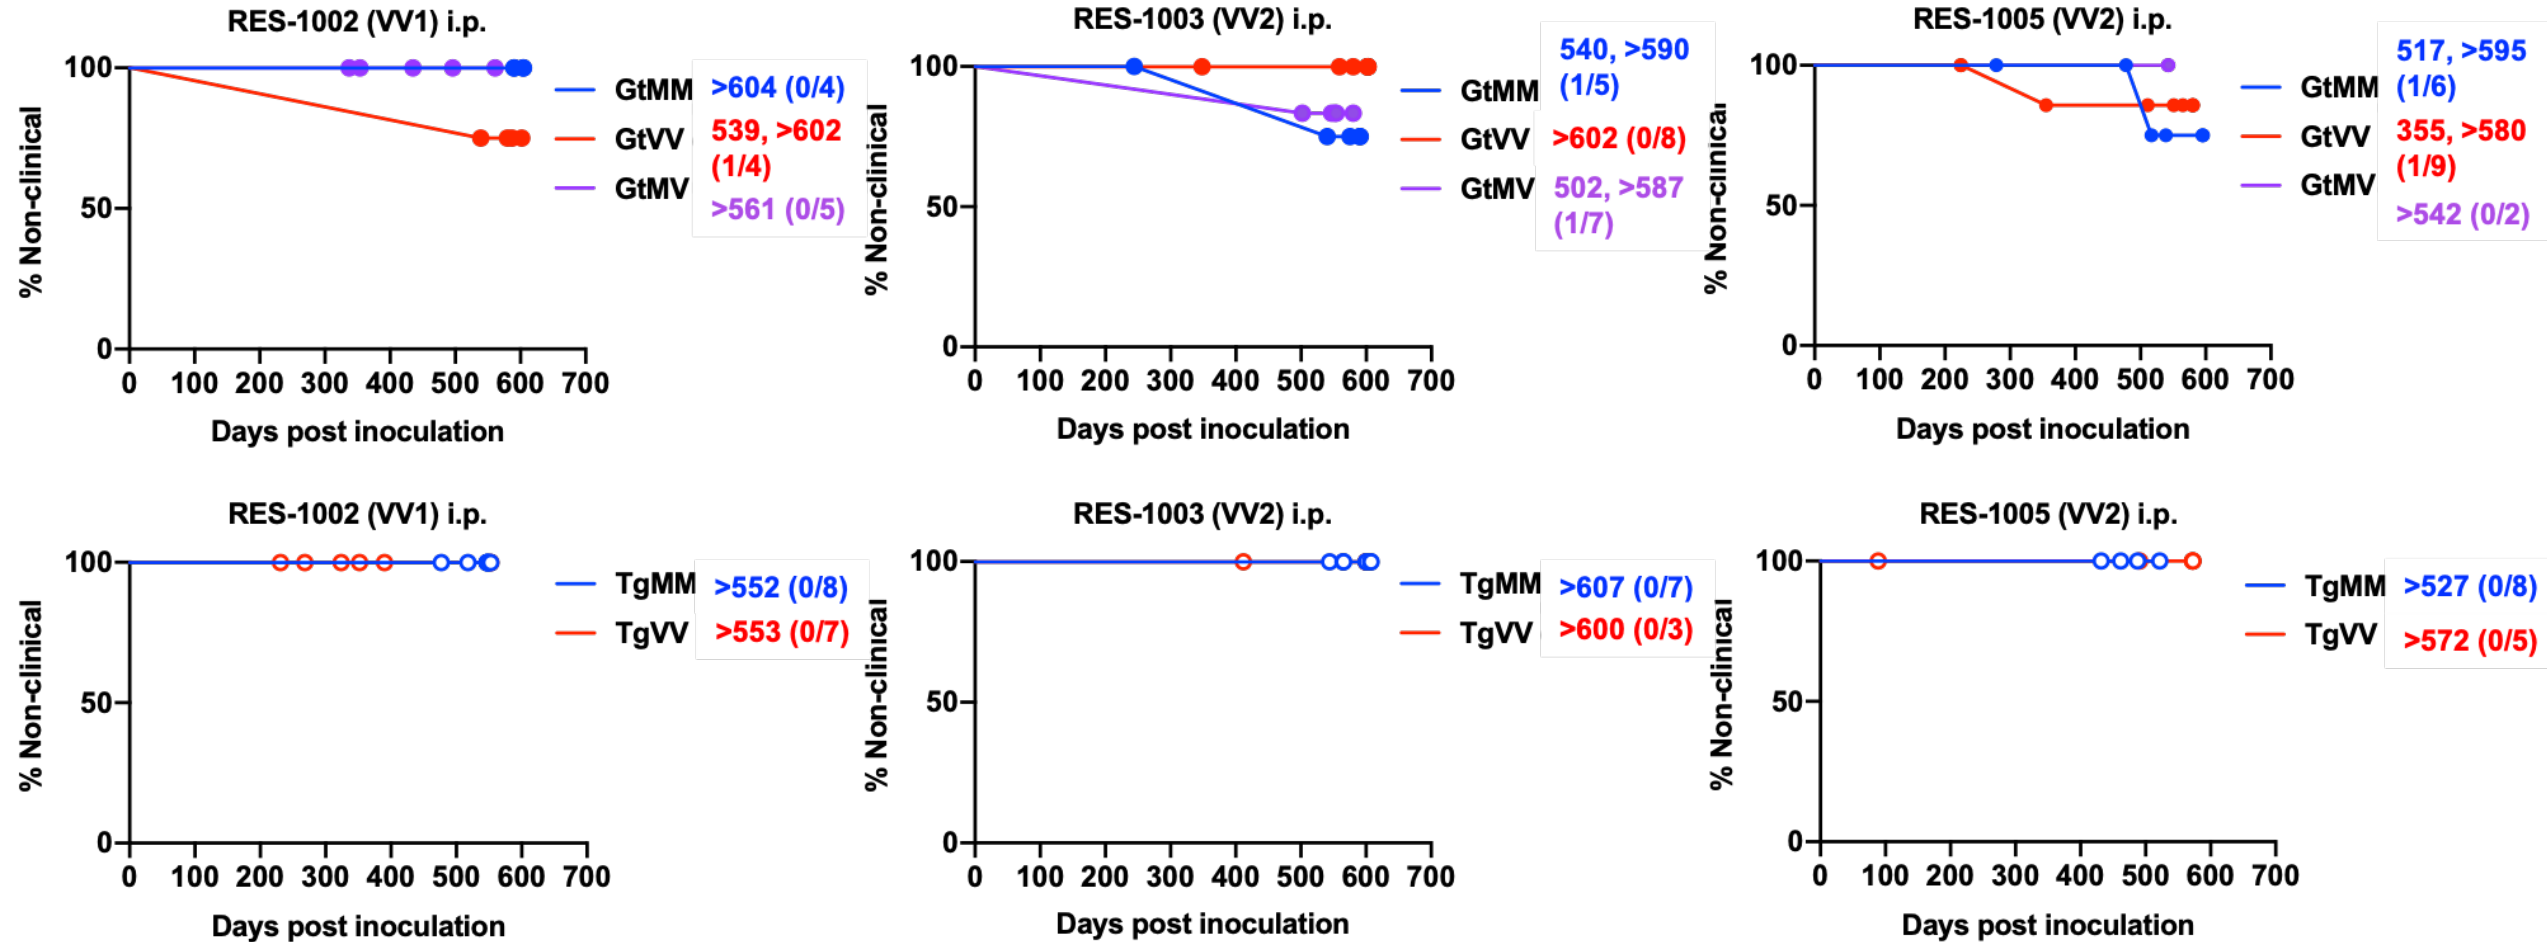 RES-1002 (VV1) i.p.
% Non-clinical
100
50
0
0 100 200 300 400 500 600 700
Days post inoculation
GtMM >604 (0/4)
GtVV 539, >602
(1/4)
GtMV >561 (0/5)
RES-1003 (VV2) i.p.
% Non-clinical
100
50
0
0 100 200 300 400 500 600 700
Days post inoculation
GtMM 540, >590
(1/5)
GtVV >602 (0/8)
GtMV 502, >587
(1/7)
RES-1005 (VV2) i.p.
% Non-clinical
100
50
0
0 100 200 300 400 500 600 700
Days post inoculation
GtMM 517, >595
(1/6)
GtVV 355, >580
(1/9)
GtMV >542 (0/2)
RES-1002 (VV1) i.p.
% Non-clinical
100
50
0
0 100 200 300 400 500 600 700
Days post inoculation
TgMM >552 (0/8)
TgVV >553 (0/7)
RES-1003 (VV2) i.p.
% Non-clinical
100
50
0
0 100 200 300 400 500 600 700
Days post inoculation
TgMM >607 (0/7)
TgVV >600 (0/3)
RES-1005 (VV2) i.p.
% Non-clinical
100
50
0
0 100 200 300 400 500 600 700
Days post inoculation
TgMM >527 (0/8)
TgVV >572 (0/5)